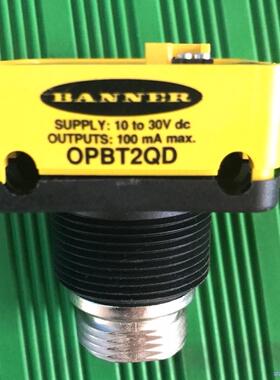 BANNER
SUPPLY: 10 to 30V dc
OUTPUTS: 100 mA max.
OPBT2QD